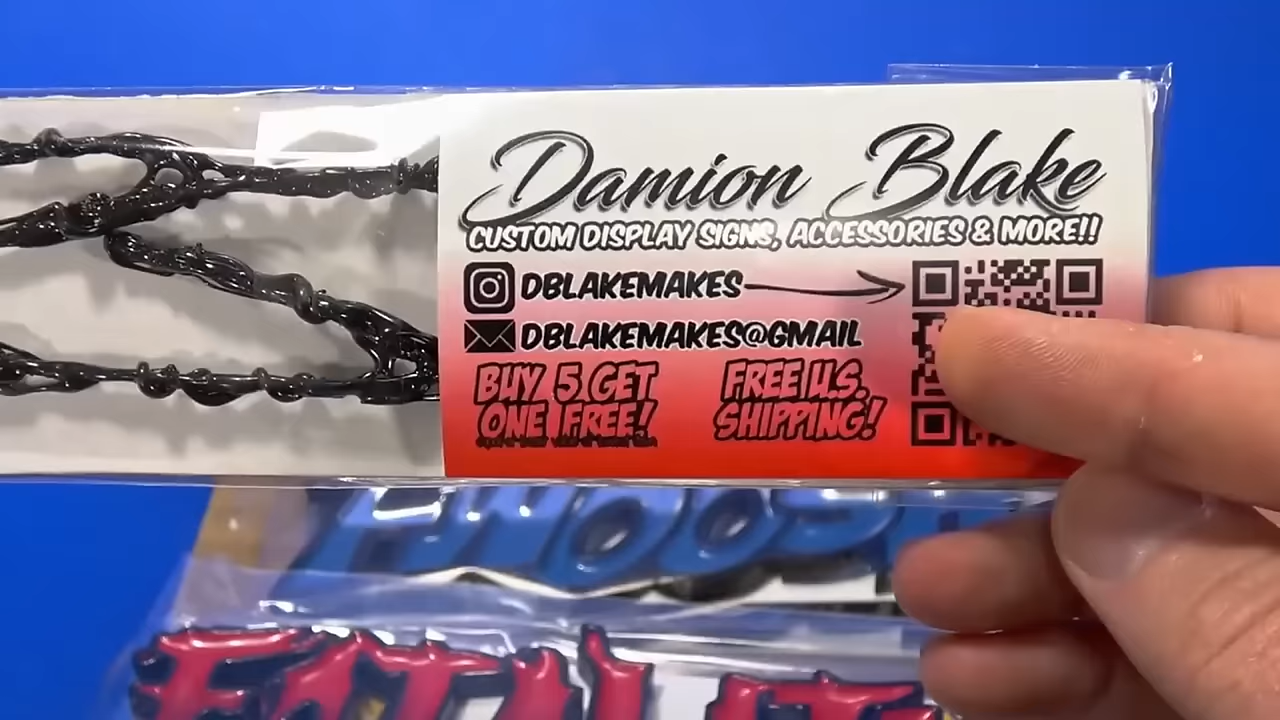 Damion Blake
CUSTOM DISPLAY SIGNS, ACCESSORIES & MORE!!
DBLAKEMAKES
DBLAKEMAKES@GMAIL
BUY 5 GET
ONE FREE!
FREE U.S.
SHIPPING!